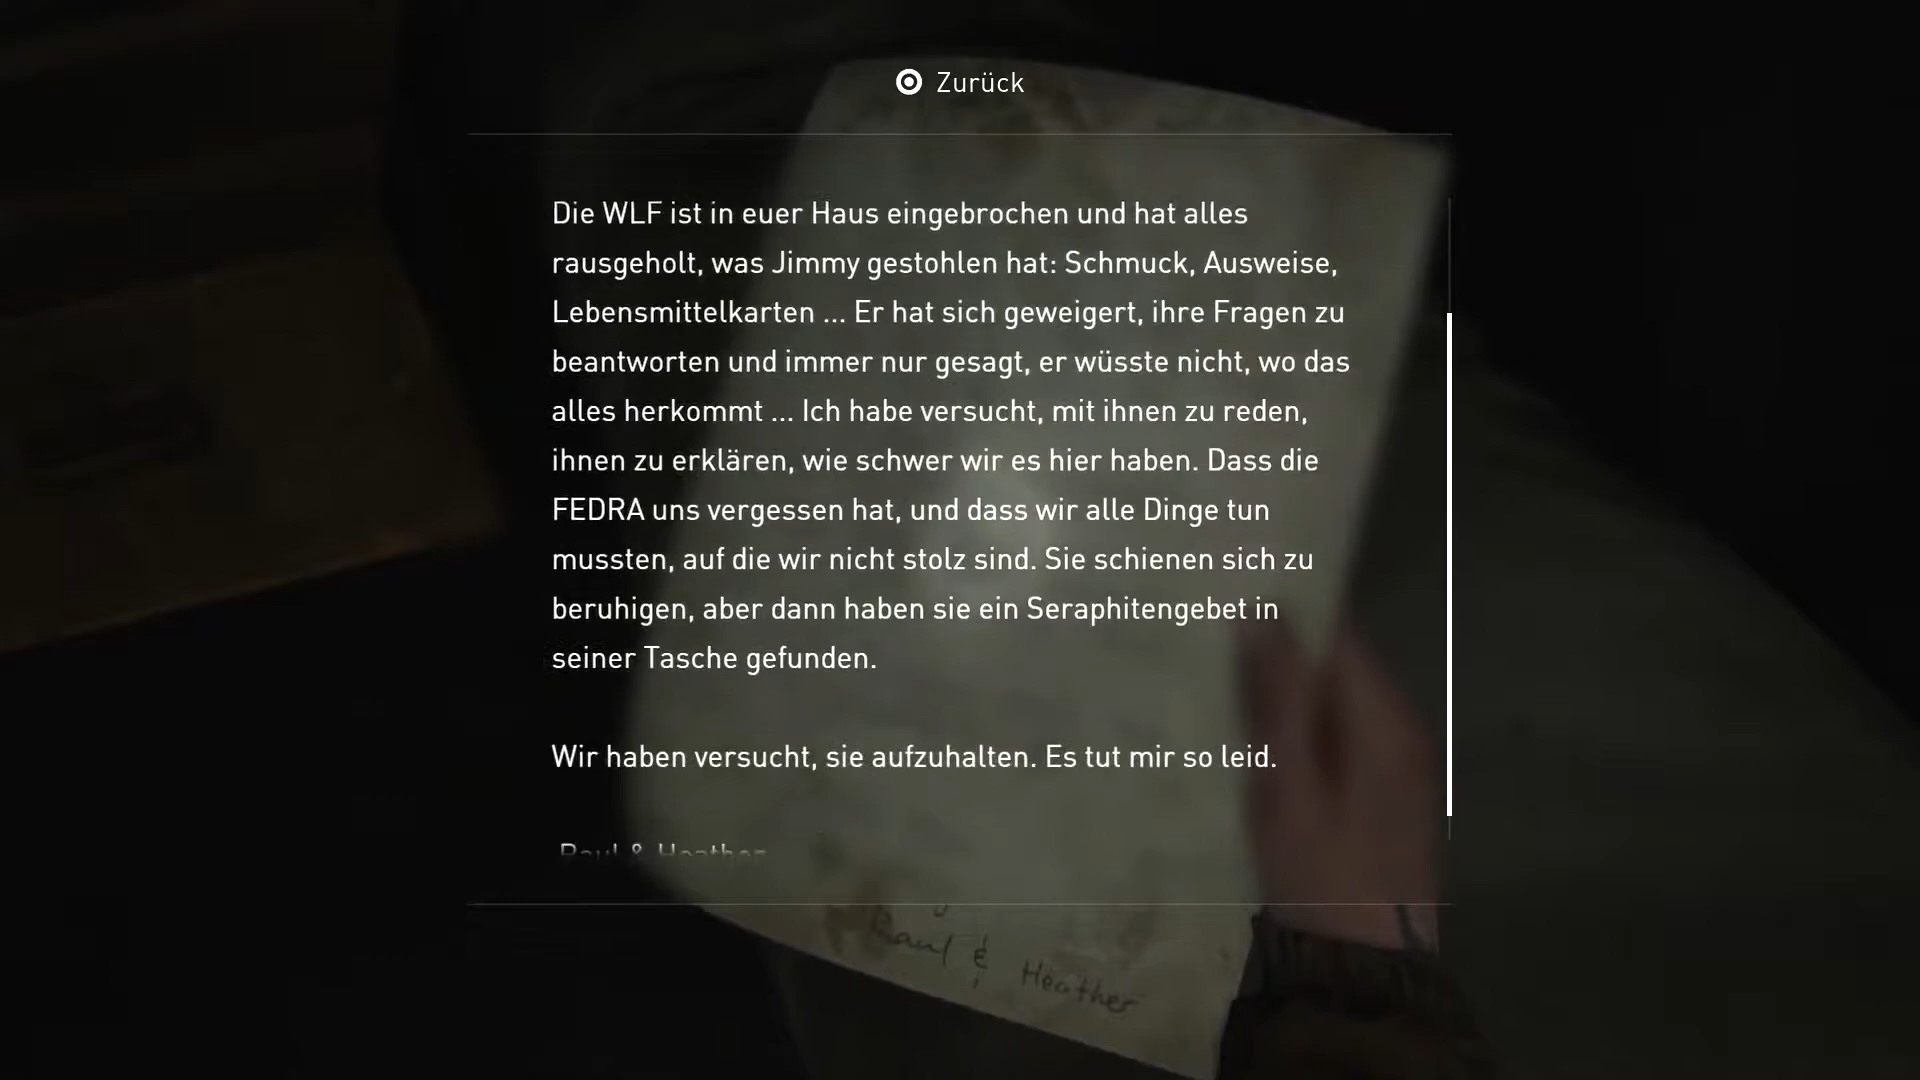 Zurück
Die WLF ist in euer Haus eingebrochen und hat alles
rausgeholt, was Jimmy gestohlen hat: Schmuck, Ausweise,
Lebensmittelkarten ... Er hat sich geweigert, ihre Fragen zu
beantworten und immer nur gesagt, er wüsste nicht, wo das
alles herkommt ... Ich habe versucht, mit ihnen zu reden,
ihnen zu erklären, wie schwer wir es hier haben. Dass die
FEDRA uns vergessen hat, und dass wir alle Dinge tun
mussten, auf die wir nicht stolz sind. Sie schienen sich zu
beruhigen, aber dann haben sie ein Seraphitengebet in
seiner Tasche gefunden.
Wir haben versucht, sie aufzuhalten. Es tut mir so leid.
Raul & Heather
Raul & Heather